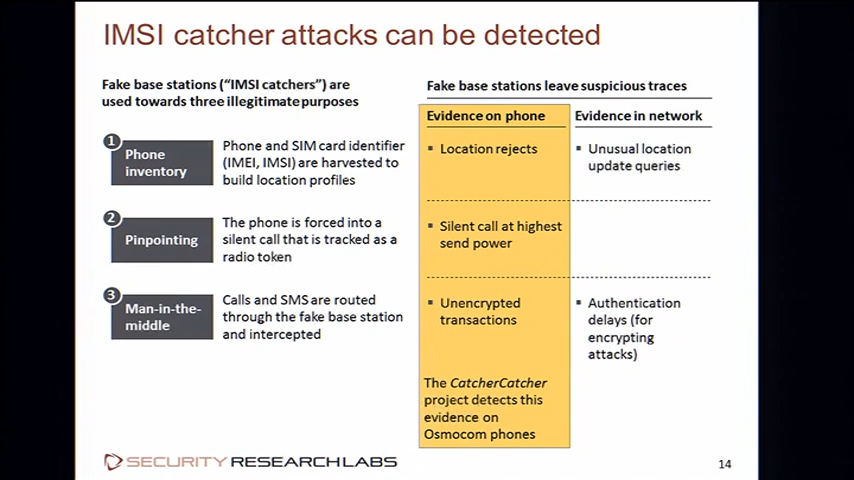 IMSI catcher attacks can be detected
Fake base stations (“IMSI catchers”) are
used towards three illegitimate purposes
Fake base stations leave suspicious traces
Evidence on phone
Evidence in network
1
Phone
inventory
Phone and SIM card identifier
(IMEI, IMSI) are harvested to
build location profiles
▪ Location rejects
▪ Unusual location
update queries
2
Pinpointing
The phone is forced into a
silent call that is tracked as a
radio token
▪ Silent call at highest
send power
3
Man-in-the-
middle
Calls and SMS are routed
through the fake base station
and intercepted
▪ Unencrypted
transactions
▪ Authentication
delays (for
encrypting
attacks)
The CatcherCatcher
project detects this
evidence on
Osmocom phones
SECURITY RESEARCH LABS
14